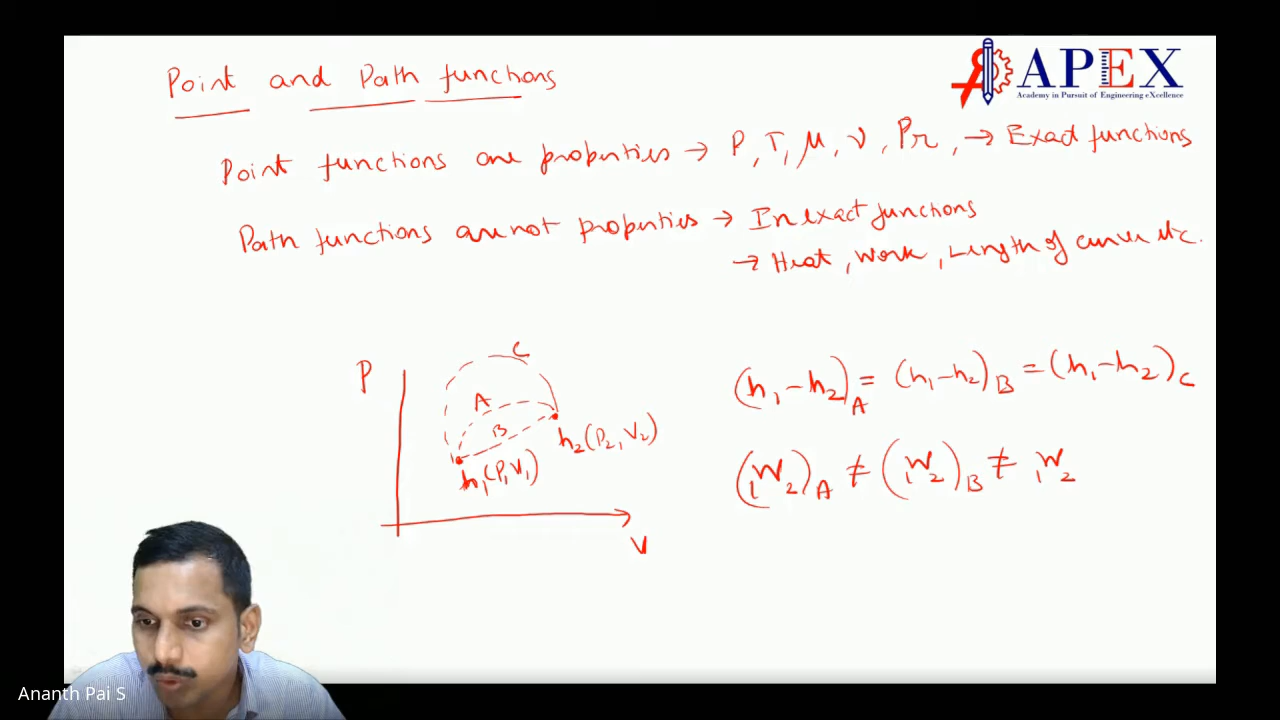 Point and Path functions
APEX
Academy in Pursuit of Engineering eXcellence
Point functions are properties → P, T, μ, ν, Pr, → Exact functions
Path functions are not properties → Inexact functions
→ Heat, Work, Length of curve etc.
P
C
A
B
h₂(P₂, V₂)
h₁(P₁V₁)
V
(h₁-h₂)A = (h₁-h₂)B = (h₁-h₂)C
(₁W₂)A ≠ (₁W₂)B ≠ ₁W₂
Ananth Pai S